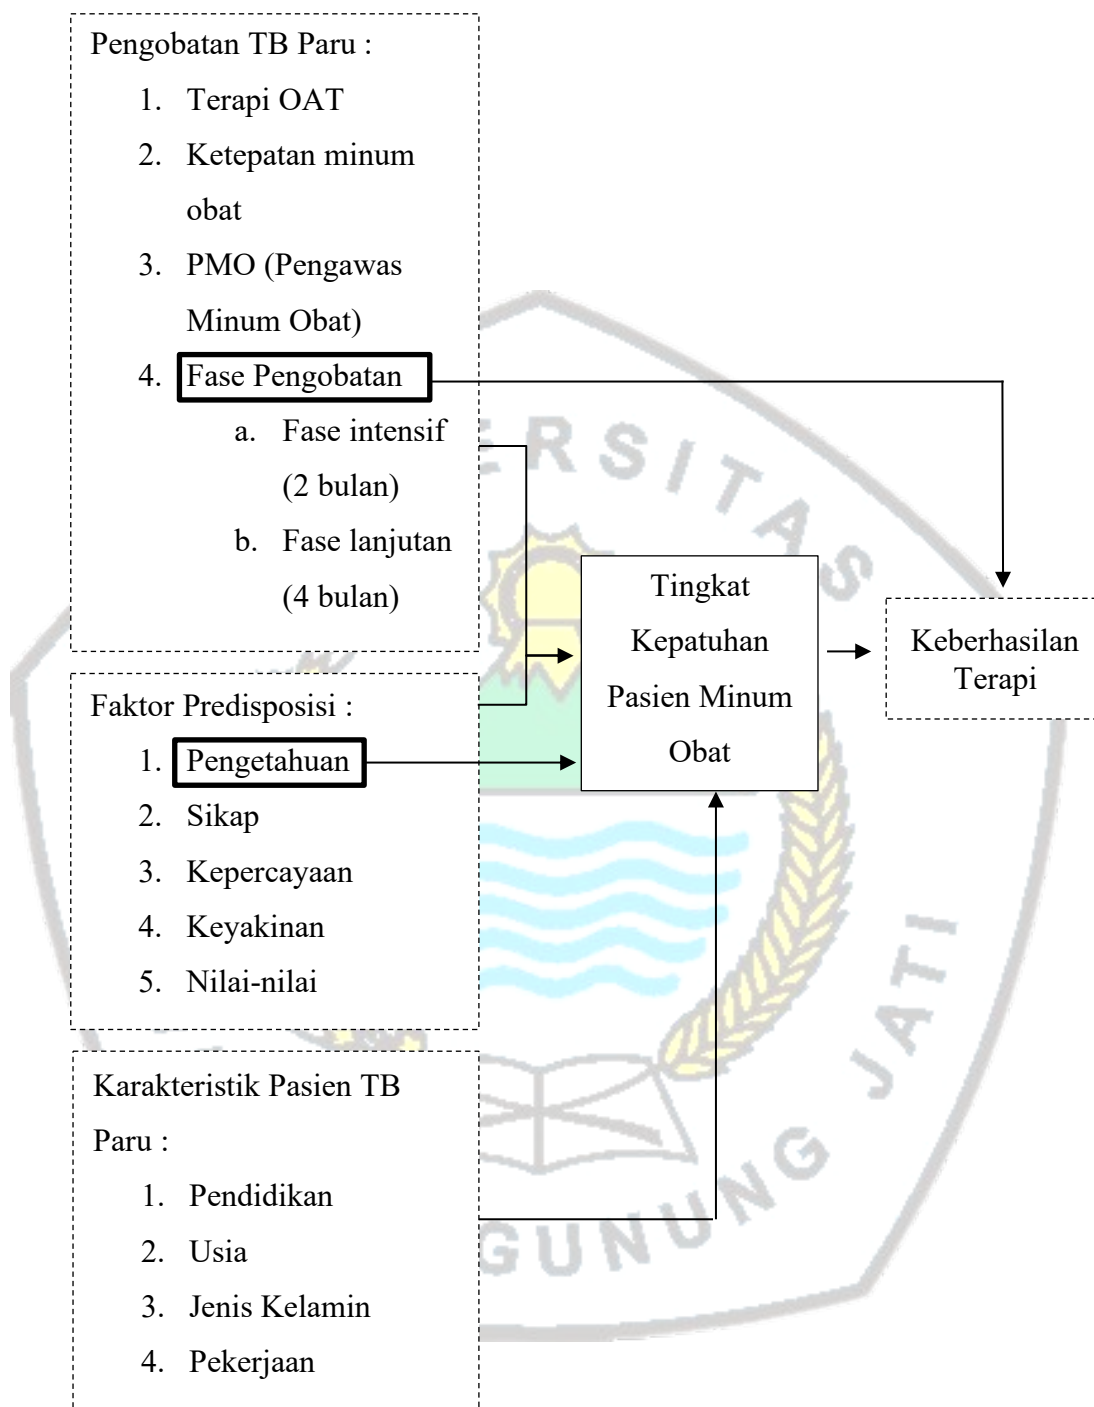 Pengobatan TB Paru :
1. Terapi OAT
2. Ketepatan minum
obat
3. PMO (Pengawas
Minum Obat)
4. Fase Pengobatan
a. Fase intensif
(2 bulan)
b. Fase lanjutan
(4 bulan)
Faktor Predisposisi :
1. Pengetahuan
2. Sikap
3. Kepercayaan
4. Keyakinan
5. Nilai-nilai
Karakteristik Pasien TB
Paru :
1. Pendidikan
2. Usia
3. Jenis Kelamin
4. Pekerjaan
Tingkat
Kepatuhan
Pasien Minum
Obat
Keberhasilan
Terapi
ERSITAS
GUNUNG JATI